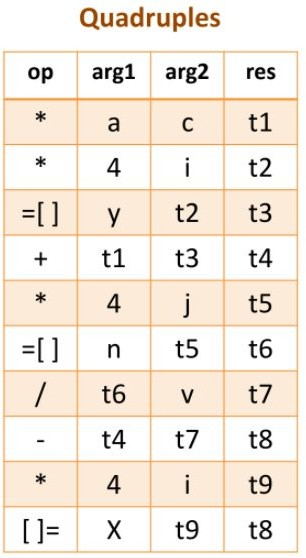 Quadruples
op arg1 arg2 res
* a c t1
* 4 i t2
=[ ] y t2 t3
+ t1 t3 t4
* 4 j t5
=[ ] n t5 t6
/ t6 v t7
- t4 t7 t8
* 4 i t9
[ ]= X t9 t8